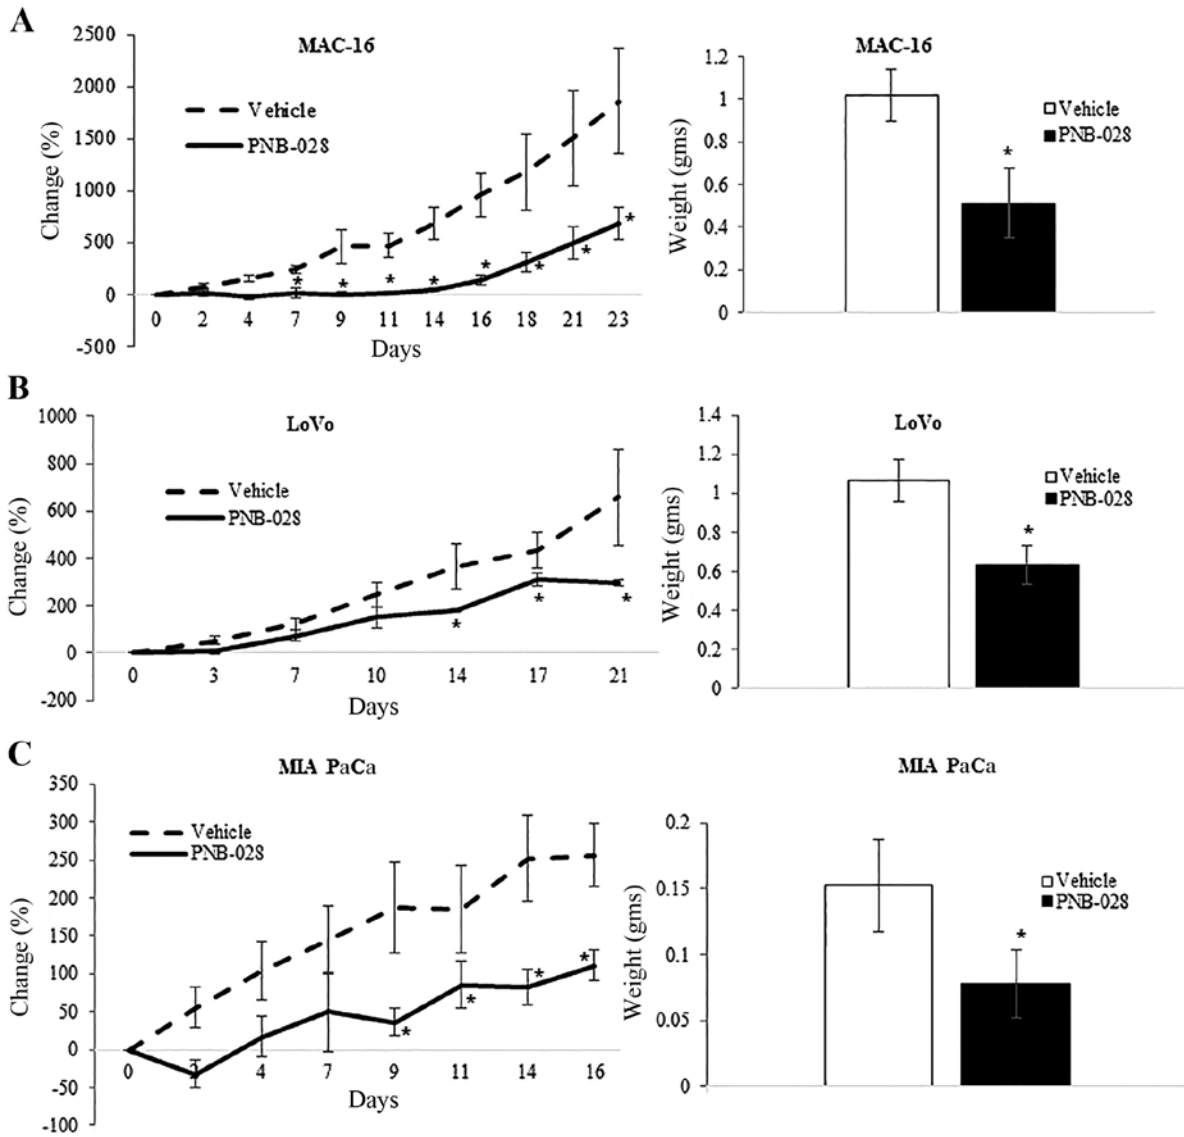 A
MAC-16
2500
2000
1500
1000
500
0
-500
Change (%)
Vehicle
PNB-028
* * * * * * * *
0 2 4 7 9 11 14 16 18 21 23
Days
MAC-16
1.2
1
0.8
0.6
0.4
0.2
0
Weight (gms)
Vehicle
PNB-028
*
B
LoVo
1000
800
600
400
200
0
-200
Change (%)
Vehicle
PNB-028
* * *
0 3 7 10 14 17 21
Days
LoVo
1.4
1.2
1
0.8
0.6
0.4
0.2
0
Weight (gms)
Vehicle
PNB-028
*
C
MIA PaCa
350
300
250
200
150
100
50
0
-50
-100
Change (%)
Vehicle
PNB-028
* * * *
0 2 4 7 9 11 14 16
Days
MIA PaCa
0.2
0.15
0.1
0.05
0
Weight (gms)
Vehicle
PNB-028
*